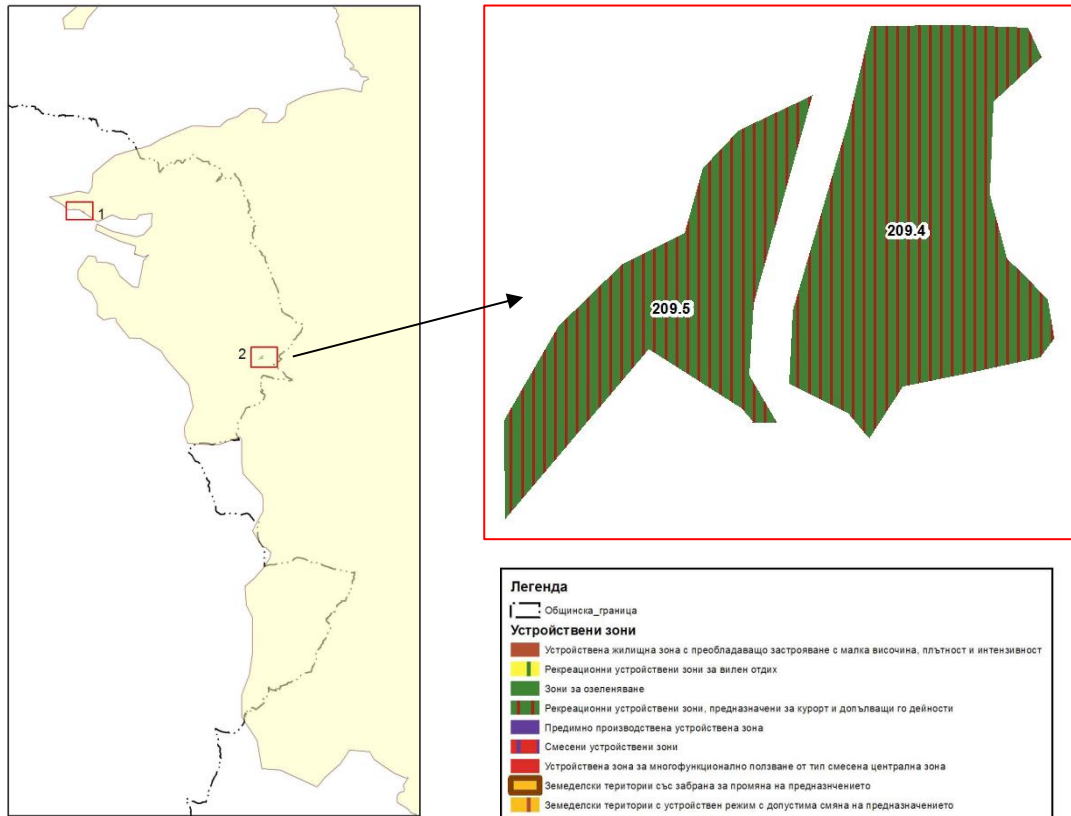 1
2
209.4
209.5
Легенда
Общинска_граница
Устройствени зони
Устройствена жилищна зона с преобладаващо застрояване с малка височина, плътност и интензивност
Рекреационни устройствени зони за вилен отдих
Зони за озеленяване
Рекреационни устройствени зони, предназначени за курорт и допълващи го дейности
Предимно производствена устройствена зона
Смесени устройствени зони
Устройствена зона за многофункционално ползване от тип смесена централна зона
Земеделски територии със забрана за промяна на предназнчението
Земеделски територии с устройствен режим с допустима смяна на предназначението